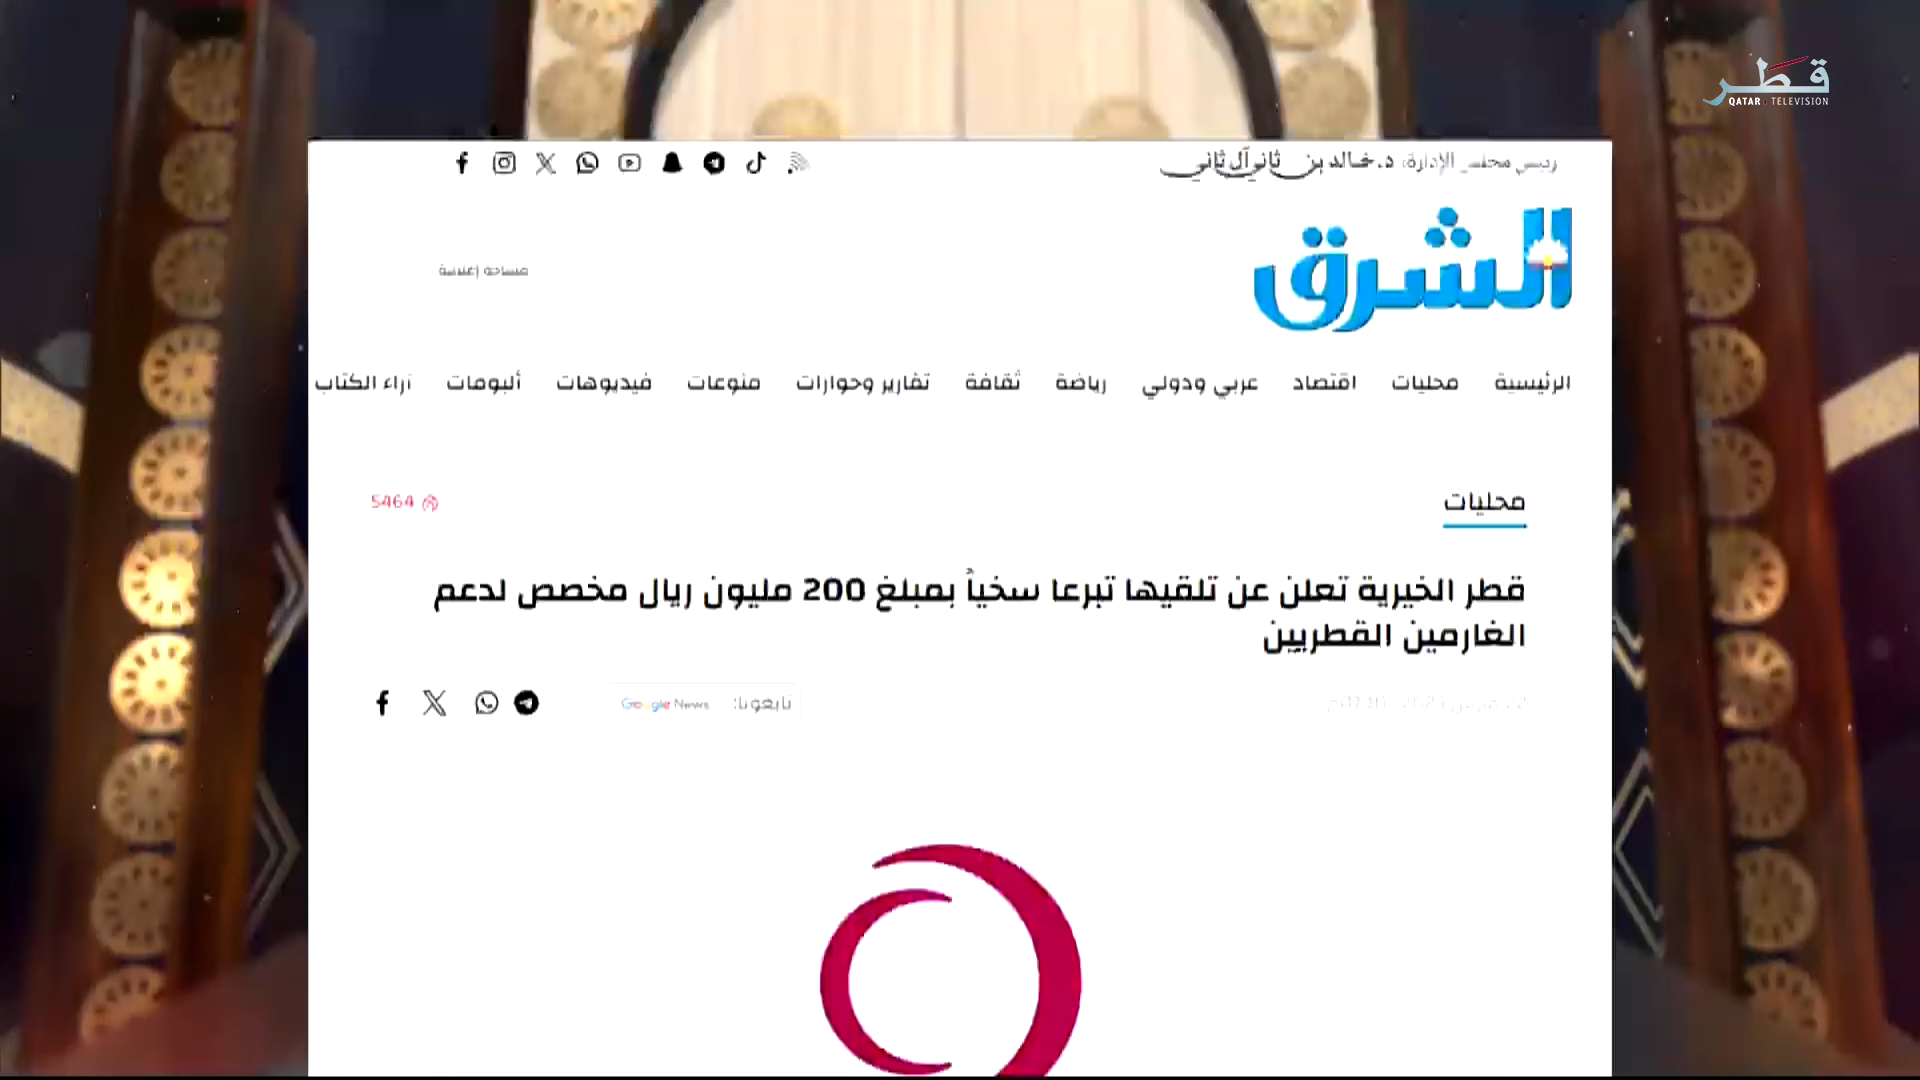 قـطـر
QATAR TELEVISION
رئيس مجلس الإدارة: د.خالد بن ثاني آل ثاني
الشرق
مساحة إعلانية
الرئيسية محليات اقتصاد عربي ودولي رياضة ثقافة تقارير وحوارات منوعات فيديوهات ألبومات آراء الكتاب
محليات
5464
قطر الخيرية تعلن عن تلقيها تبرعا سخياً بمبلغ 200 مليون ريال مخصص لدعم
الغارمين القطريين
تابعونا: Google News